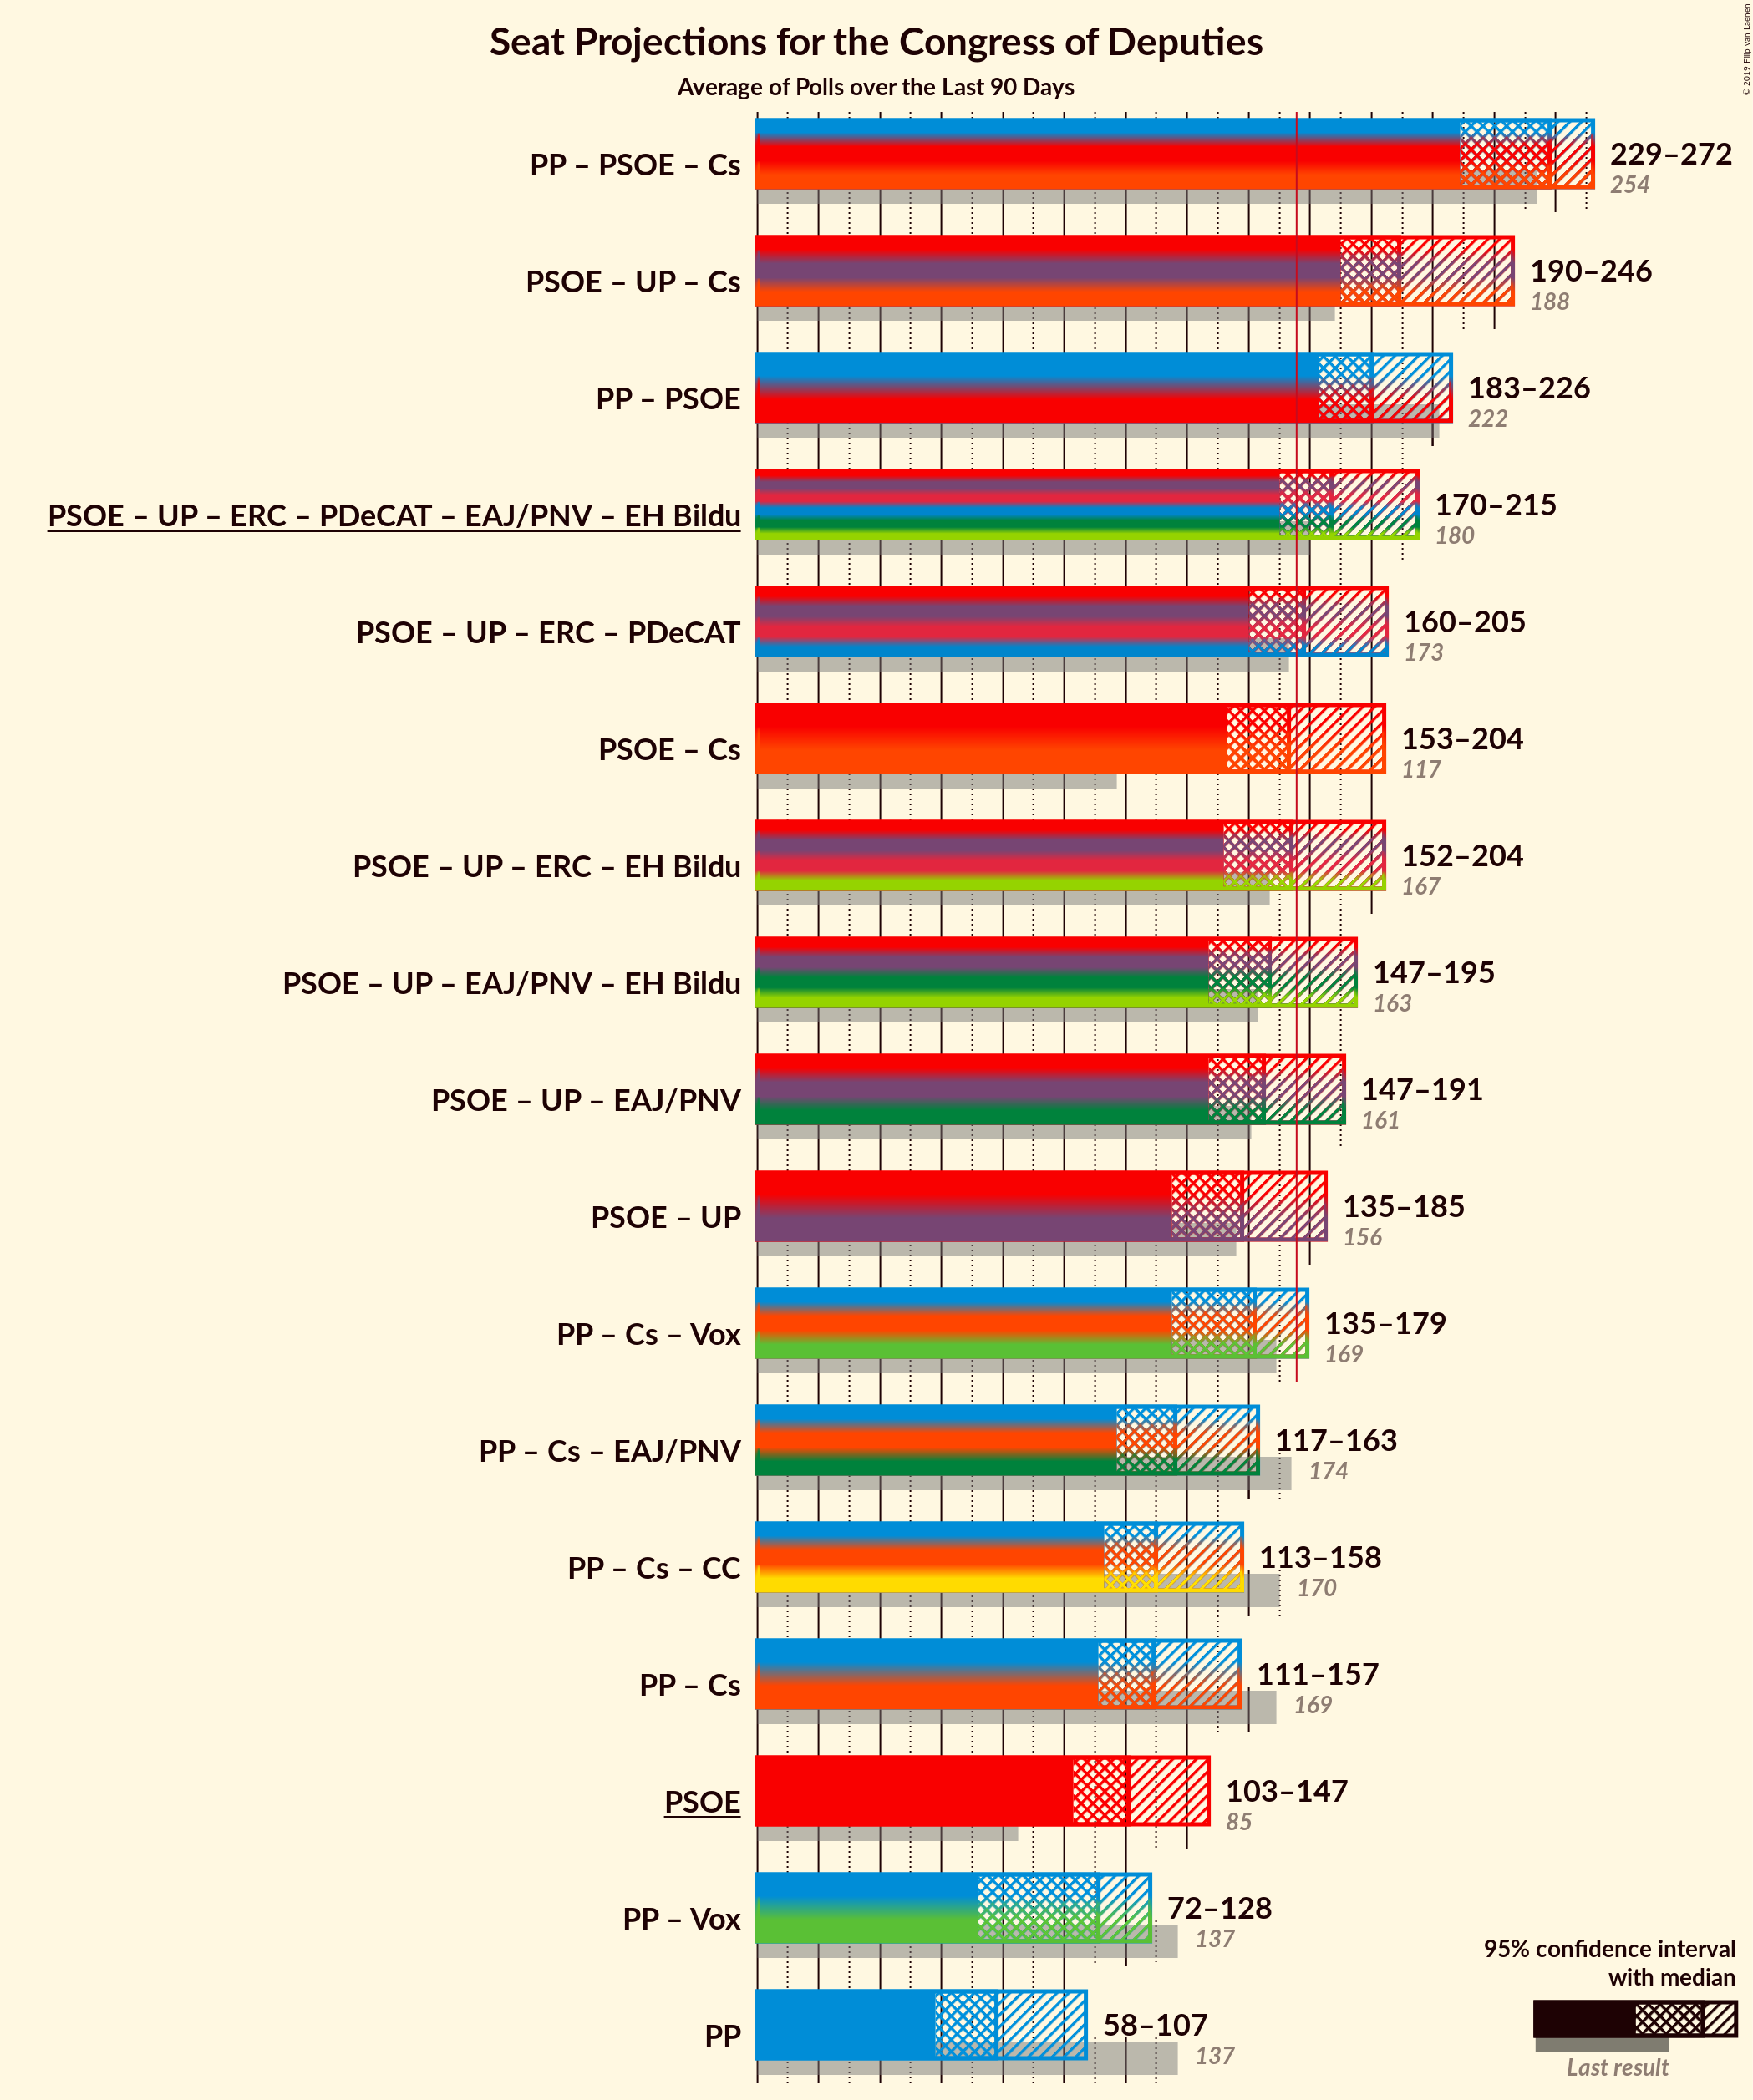 Seat Projections for the Congress of Deputies
Average of Polls over the Last 90 Days
© 2019 Filip van Laenen
PP – PSOE – Cs
229–272
254
PSOE – UP – Cs
190–246
188
PP – PSOE
183–226
222
PSOE – UP – ERC – PDeCAT – EAJ/PNV – EH Bildu
170–215
180
PSOE – UP – ERC – PDeCAT
160–205
173
PSOE – Cs
153–204
117
PSOE – UP – ERC – EH Bildu
152–204
167
PSOE – UP – EAJ/PNV – EH Bildu
147–195
163
PSOE – UP – EAJ/PNV
147–191
161
PSOE – UP
135–185
156
PP – Cs – Vox
135–179
169
PP – Cs – EAJ/PNV
117–163
174
PP – Cs – CC
113–158
170
PP – Cs
111–157
169
PSOE
103–147
85
PP – Vox
72–128
137
PP
58–107
137
95% confidence interval
with median
Last result